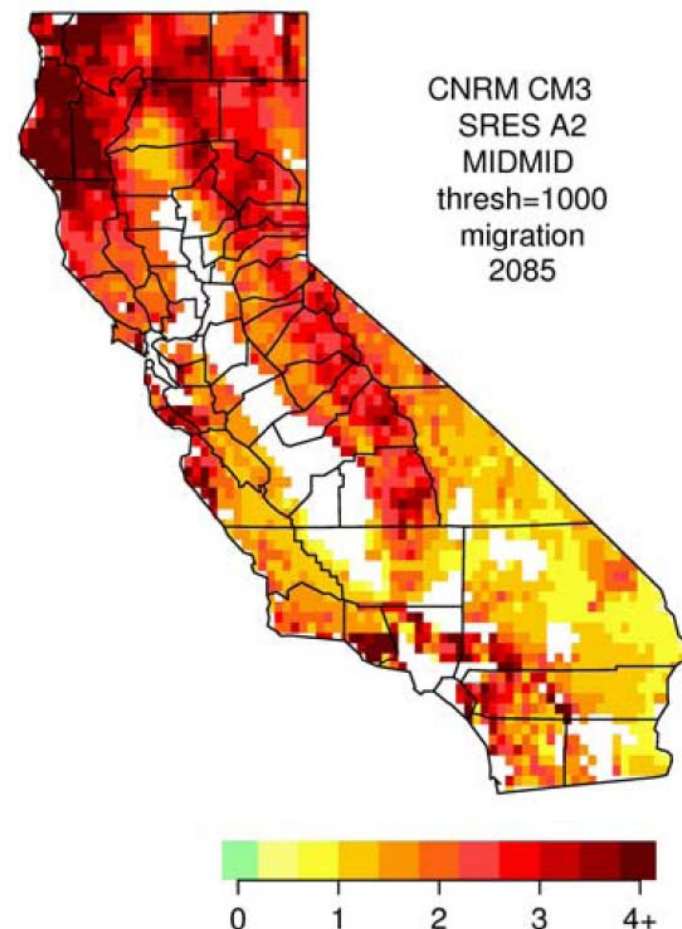 CNRM CM3
SRES A2
MIDMID
thresh=1000
migration
2085
0 1 2 3 4+